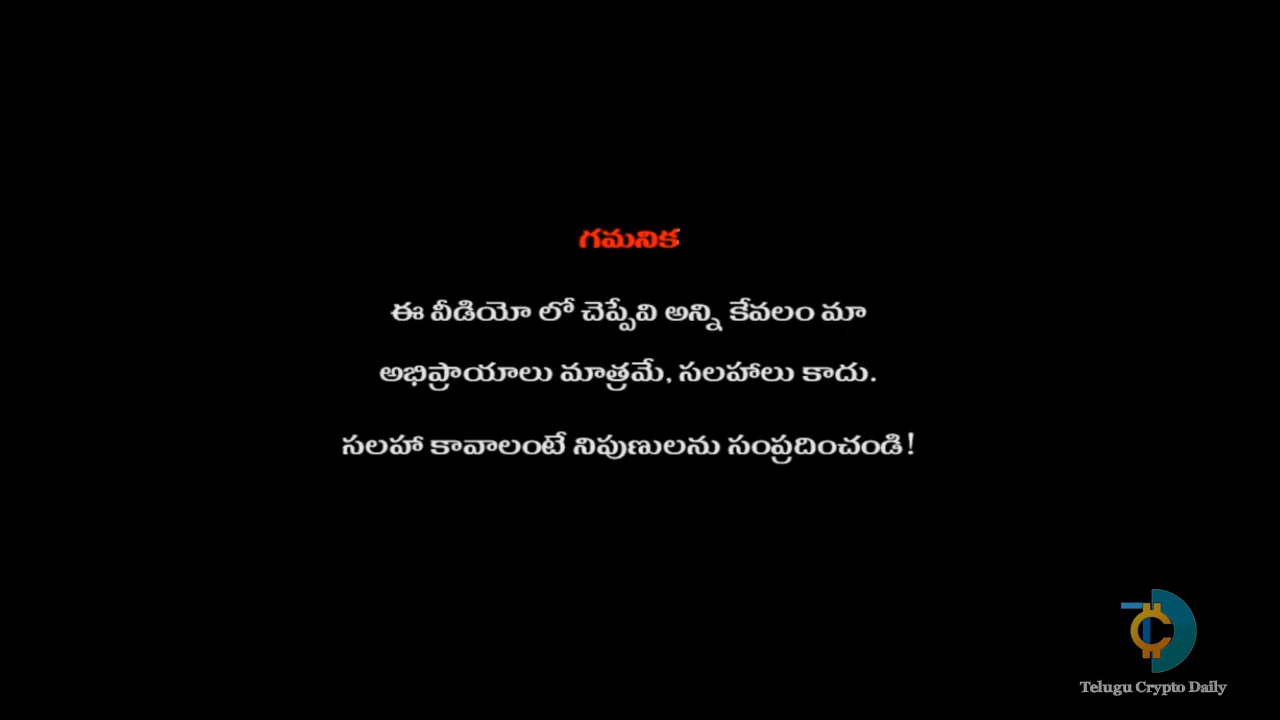 గమనిక
ఈ వీడియో లో చెప్పేవి అన్ని కేవలం మా
అభిప్రాయాలు మాత్రమే, సలహాలు కాదు.
సలహా కావాలంటే నిపుణులను సంప్రదించండి!
Telugu Crypto Daily